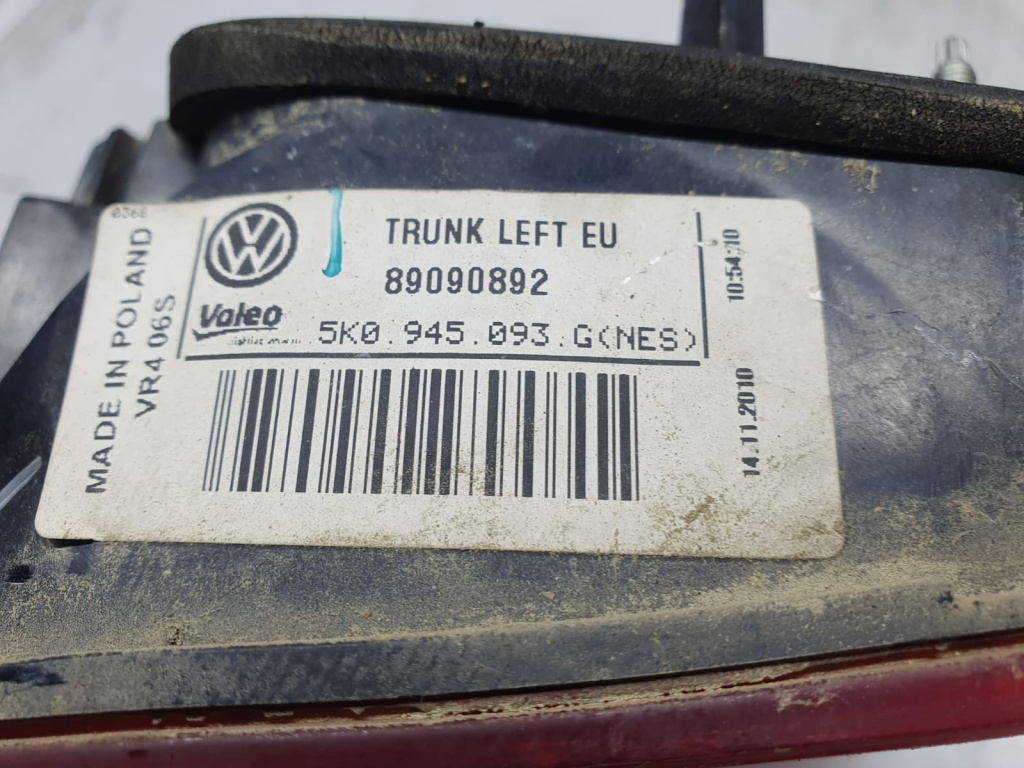 0368
MADE IN POLAND
VR4 06S
TRUNK LEFT EU
89090892
Valeo
5K0.945.093.G(NES)
10:54:10
14.11.2010